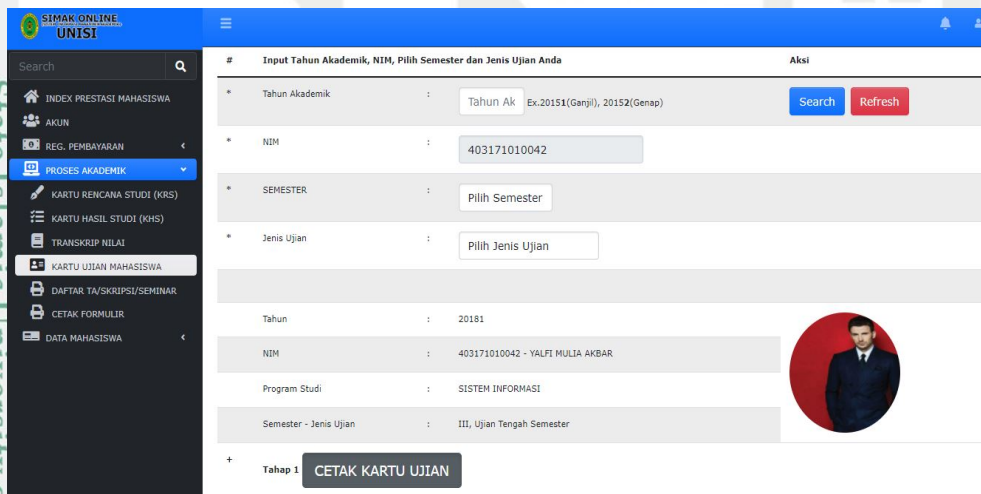 SIMAK ONLINE
UNISI
Search
INDEX PRESTASI MAHASISWA
AKUN
REG. PEMBAYARAN
PROSES AKADEMIK
KARTU RENCANA STUDI (KRS)
KARTU HASIL STUDI (KHS)
TRANSKRIP NILAI
KARTU UJIAN MAHASISWA
DAFTAR TA/SKRIPSI/SEMINAR
CETAK FORMULIR
DATA MAHASISWA
# Input Tahun Akademik, NIM, Pilih Semester dan Jenis Ujian Anda Aksi
* Tahun Akademik : Tahun Ak Ex.20151(Ganjil), 20152(Genap) Search Refresh
* NIM : 403171010042
* SEMESTER : Pilih Semester
* Jenis Ujian : Pilih Jenis Ujian
Tahun : 20181
NIM : 403171010042 - YALFI MULIA AKBAR
Program Studi : SISTEM INFORMASI
Semester - Jenis Ujian : III, Ujian Tengah Semester
+ Tahap 1 CETAK KARTU UJIAN